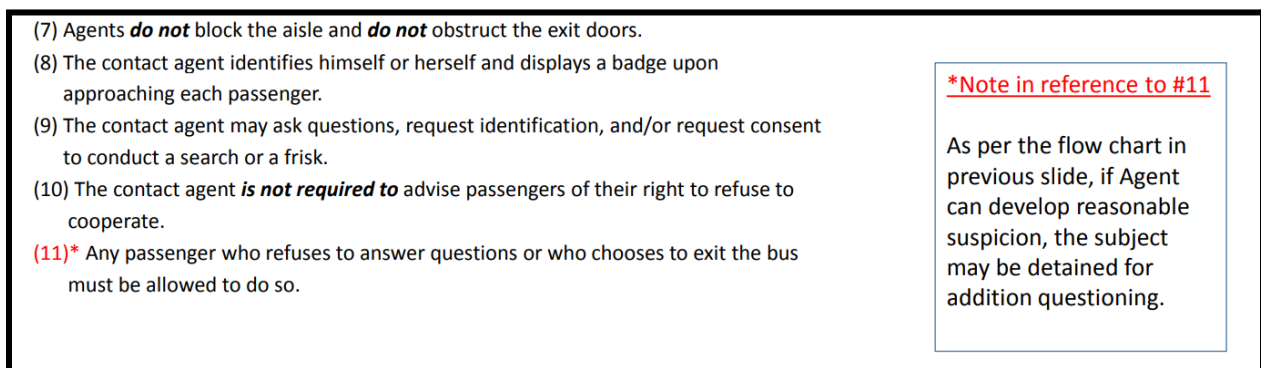 (7) Agents do not block the aisle and do not obstruct the exit doors.
(8) The contact agent identifies himself or herself and displays a badge upon
approaching each passenger.
(9) The contact agent may ask questions, request identification, and/or request consent
to conduct a search or a frisk.
(10) The contact agent is not required to advise passengers of their right to refuse to
cooperate.
(11)* Any passenger who refuses to answer questions or who chooses to exit the bus
must be allowed to do so.
*Note in reference to #11
As per the flow chart in
previous slide, if Agent
can develop reasonable
suspicion, the subject
may be detained for
addition questioning.